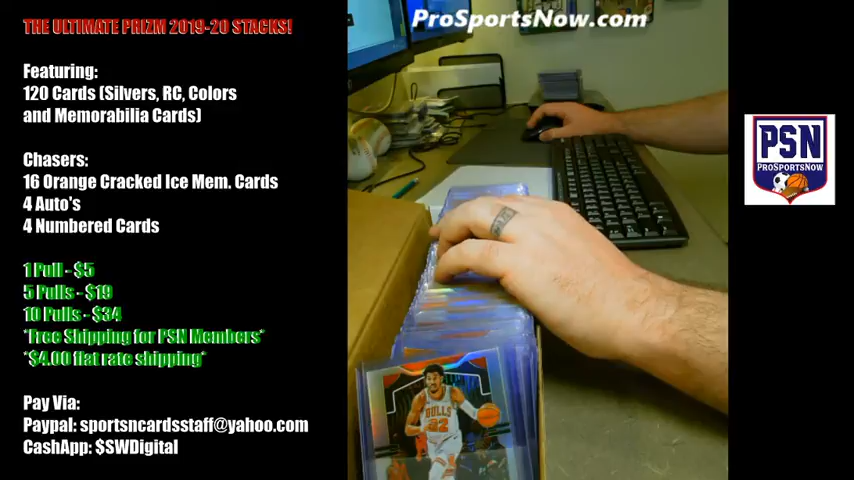 THE ULTIMATE PRIZM 2019-20 STACKS!
Featuring:
120 Cards (Silvers, RC, Colors
and Memorabilia Cards)
Chasers:
16 Orange Cracked Ice Mem. Cards
4 Auto's
4 Numbered Cards
1 Pull - $5
5 Pulls - $19
10 Pulls - $34
*Free Shipping for PSN Members*
*$4.00 flat rate shipping*
Pay Via:
Paypal: sportsncardsstaff@yahoo.com
CashApp: $SWDigital
ProSportsNow.com
BULLS
32
PSN
PROSPORTSNOW